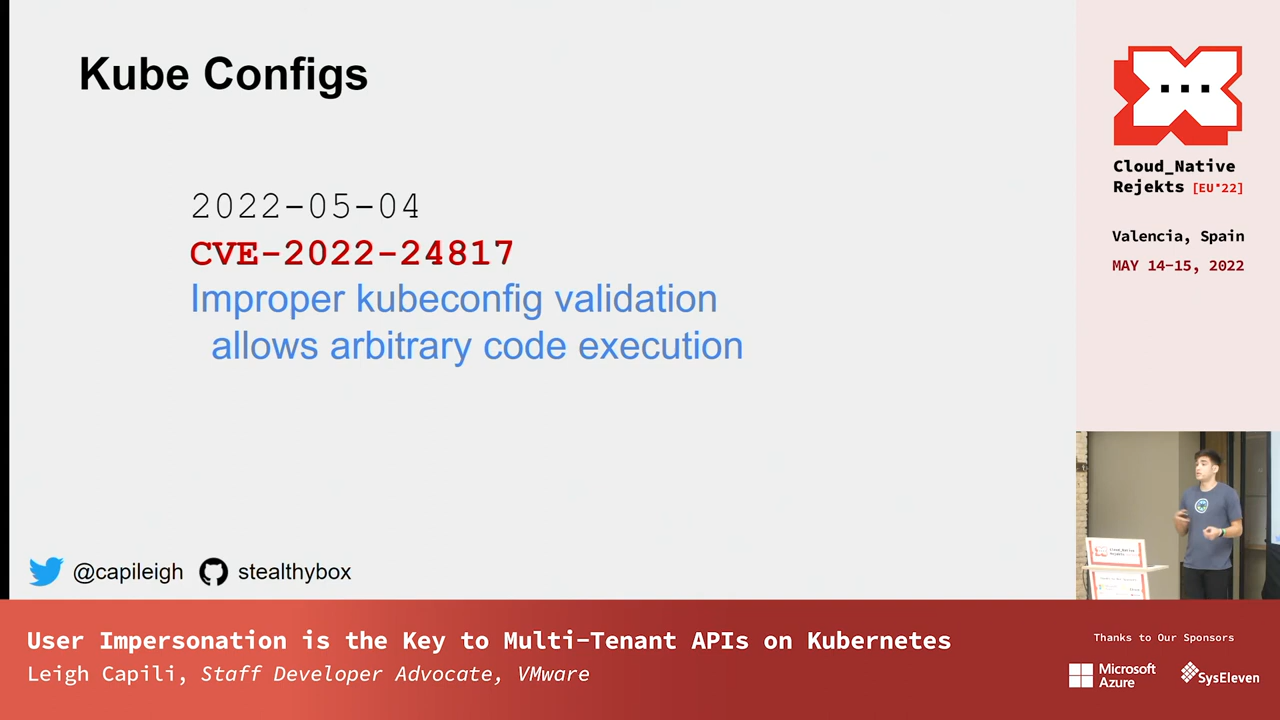 Kube Configs
2022-05-04
CVE-2022-24817
Improper kubeconfig validation
allows arbitrary code execution
@capileigh stealthybox
Cloud_Native
Rejekts [EU'22]
Valencia, Spain
MAY 14-15, 2022
User Impersonation is the Key to Multi-Tenant APIs on Kubernetes
Leigh Capili, Staff Developer Advocate, VMware
Thanks to Our Sponsors
Microsoft
Azure
SysEleven